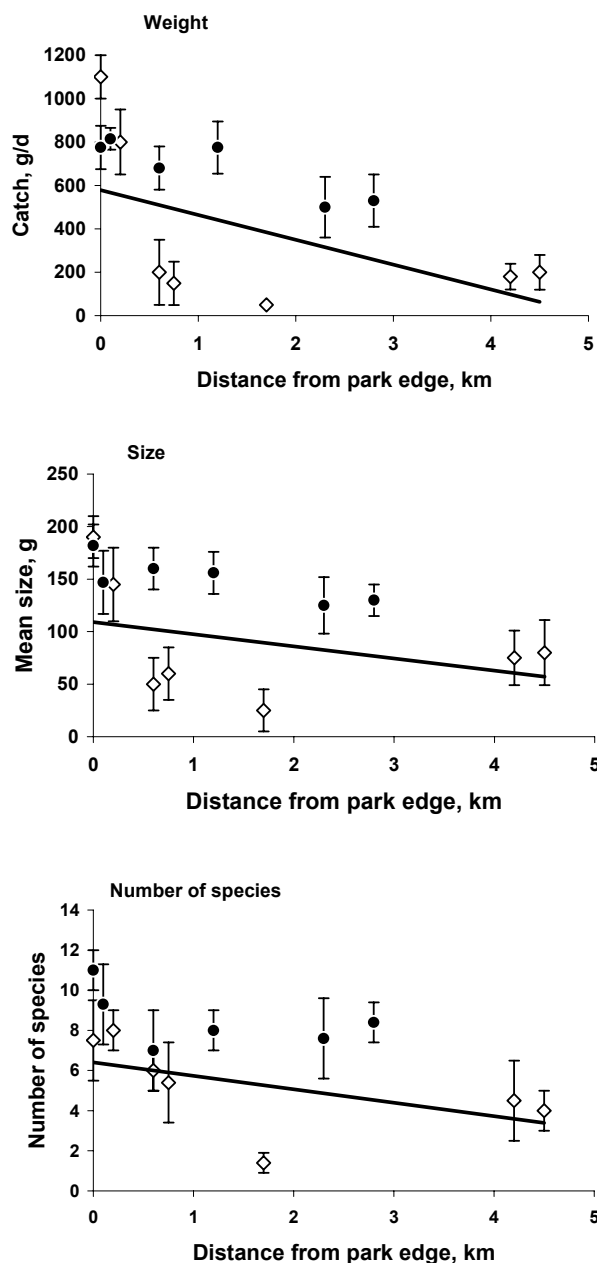 Weight
1200
1000
800
600
400
200
0
Catch, g/d
0 1 2 3 4 5
Distance from park edge, km
Size
250
200
150
100
50
0
Mean size, g
0 1 2 3 4 5
Distance from park edge, km
Number of species
14
12
10
8
6
4
2
0
Number of species
0 1 2 3 4 5
Distance from park edge, km